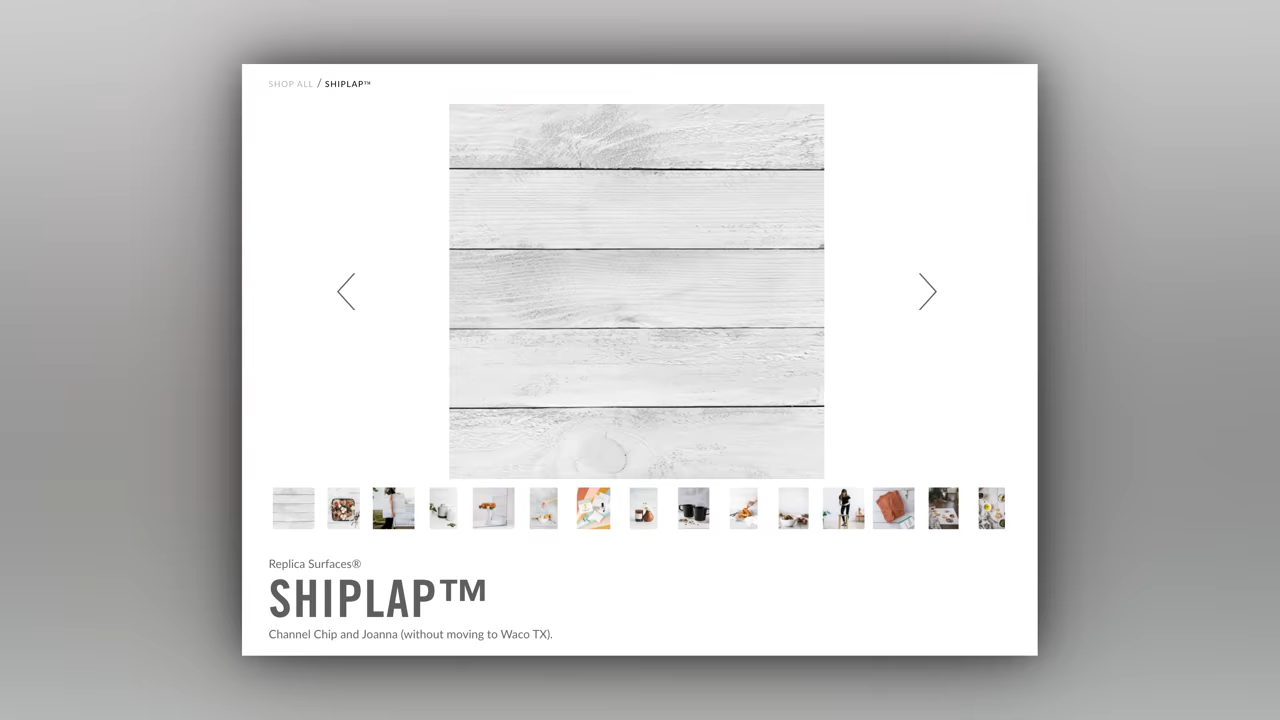 SHOP ALL / SHIPLAP™
Replica Surfaces®
SHIPLAP™
Channel Chip and Joanna (without moving to Waco TX).